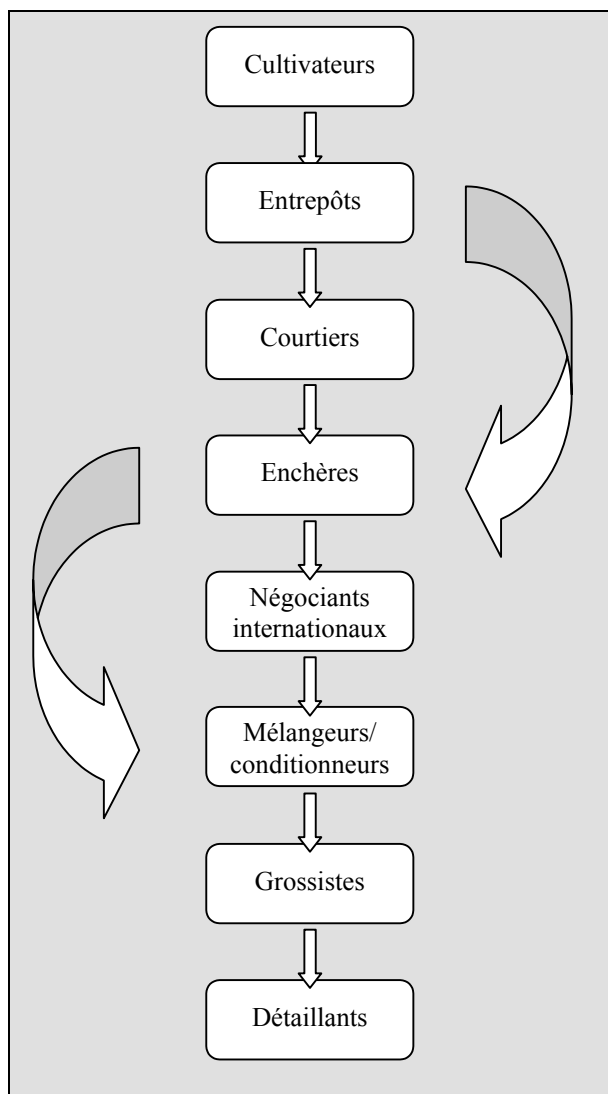 Cultivateurs
Entrepôts
Courtiers
Enchères
Négociants
internationaux
Mélangeurs/
conditionneurs
Grossistes
Détaillants